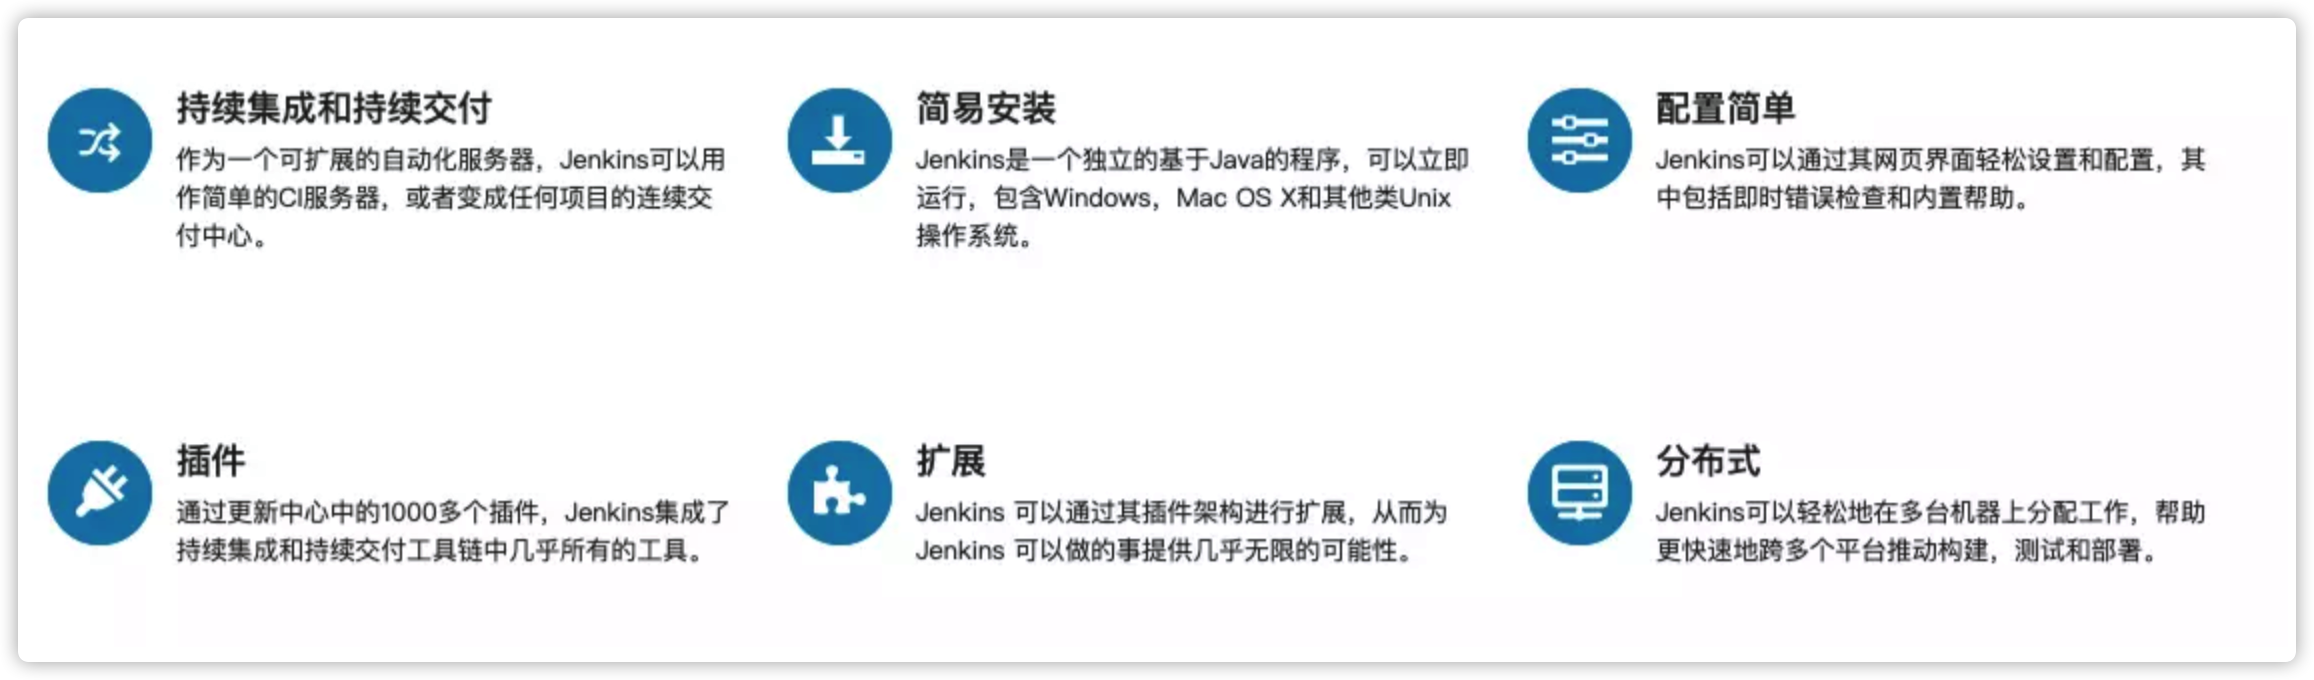 持续集成和持续交付
作为一个可扩展的自动化服务器，Jenkins可以用
作简单的CI服务器，或者变成任何项目的连续交
付中心。
简易安装
Jenkins是一个独立的基于Java的程序，可以立即
运行，包含Windows，Mac OS X和其他类Unix
操作系统。
配置简单
Jenkins可以通过其网页界面轻松设置和配置，其
中包括即时错误检查和内置帮助。
插件
通过更新中心中的1000多个插件，Jenkins集成了
持续集成和持续交付工具链中几乎所有的工具。
扩展
Jenkins 可以通过其插件架构进行扩展，从而为
Jenkins 可以做的事提供几乎无限的可能性。
分布式
Jenkins可以轻松地在多台机器上分配工作，帮助
更快速地跨多个平台推动构建，测试和部署。